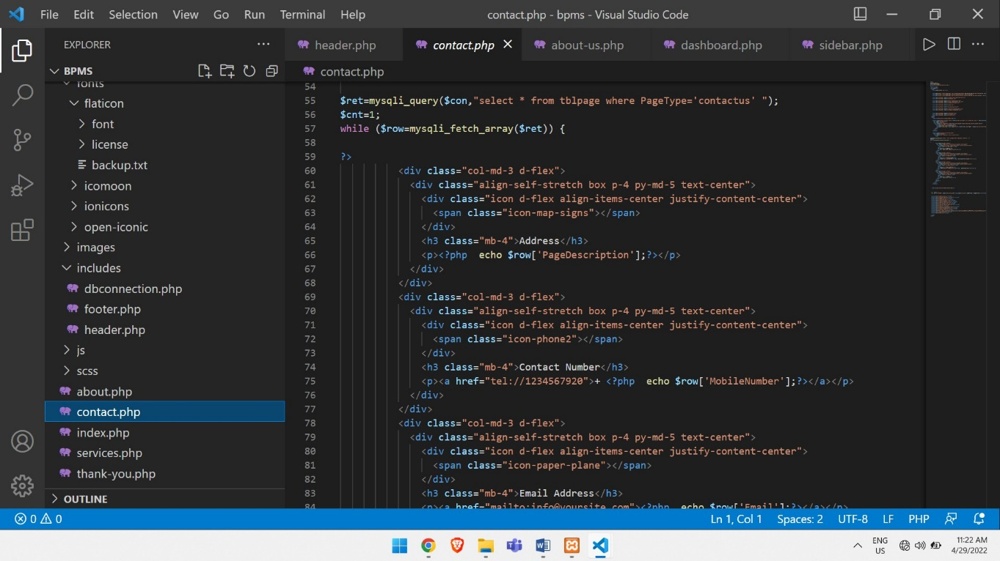 File Edit Selection View Go Run Terminal Help
contact.php - bpms - Visual Studio Code
EXPLORER
header.php
contact.php
about-us.php
dashboard.php
sidebar.php
BPMS
contact.php
fonts
flaticon
font
license
backup.txt
icomoon
ionicons
open-iconic
images
includes
dbconnection.php
footer.php
header.php
js
scss
about.php
contact.php
index.php
services.php
thank-you.php
OUTLINE
54
55 $ret=mysqli_query($con,"select * from tblpage where PageType='contactus' ");
56 $cnt=1;
57 while ($row=mysqli_fetch_array($ret)) {
58
59 ?>
60 <div class="col-md-3 d-flex">
61 <div class="align-self-stretch box p-4 py-md-5 text-center">
62 <div class="icon d-flex align-items-center justify-content-center">
63 <span class="icon-map-signs"></span>
64 </div>
65 <h3 class="mb-4">Address</h3>
66 <p><?php  echo $row['PageDescription'];?></p>
67 </div>
68 </div>
69 <div class="col-md-3 d-flex">
70 <div class="align-self-stretch box p-4 py-md-5 text-center">
71 <div class="icon d-flex align-items-center justify-content-center">
72 <span class="icon-phone2"></span>
73 </div>
74 <h3 class="mb-4">Contact Number</h3>
75 <p><a href="tel://1234567920">+ <?php  echo $row['MobileNumber'];?></a></p>
76 </div>
77 </div>
78 <div class="col-md-3 d-flex">
79 <div class="align-self-stretch box p-4 py-md-5 text-center">
80 <div class="icon d-flex align-items-center justify-content-center">
81 <span class="icon-paper-plane"></span>
82 </div>
83 <h3 class="mb-4">Email Address</h3>
84 <p><a href="mailto:info@yoursite.com"><?php  echo $row['Email'];?></a></p>
0 0
Ln 1, Col 1 Spaces: 2 UTF-8 LF PHP
ENG
US
11:22 AM
4/29/2022